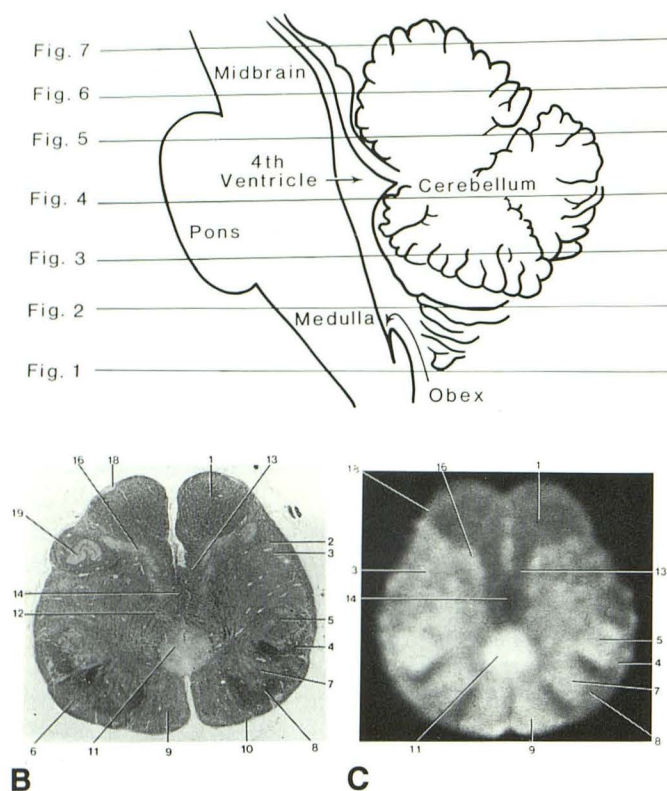 Fig. 7
Midbrain
Fig. 6
Fig. 5
4th
Ventricle
Cerebellum
Fig. 4
Pons
Fig. 3
Fig. 2
Medulla
Fig. 1
Obex
16 18 1 13
19
2
3
14
12
5
4
7
6 11 9 10 8
B
18 16 1
3
13
14
5
4
7
8
11 9
C